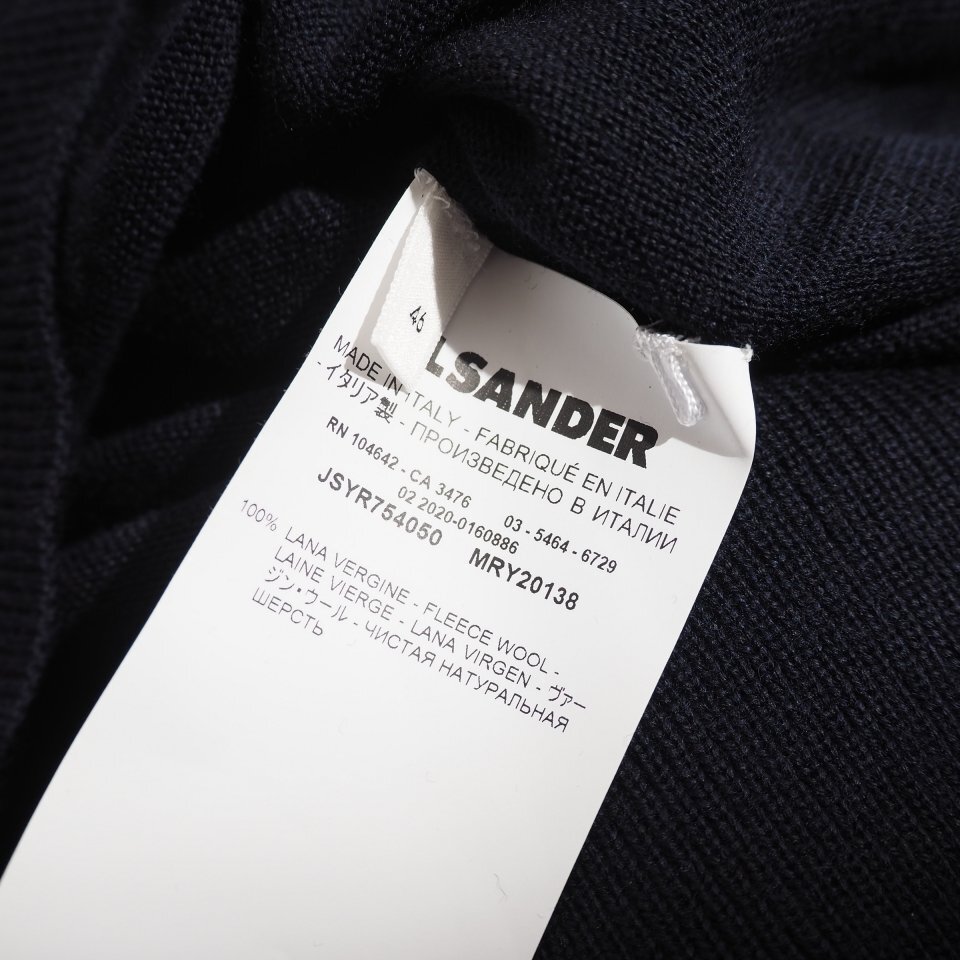 46
LSANDER
MADE IN ITALY - FABRIQUÉ EN ITALIE
- イタリア製 - ПРОИЗВЕДЕНО В ИТАЛИИ
RN 104642 - CA 3476 03 - 5464 - 6729
02 2020-0160886
JSYR754050 MRY20138
100% LANA VERGINE - FLEECE WOOL -
LAINE VIERGE - LANA VIRGEN - ヴァー
ジン・ウール - ЧИСТАЯ НАТУРАЛЬНАЯ
ШЕРСТЬ